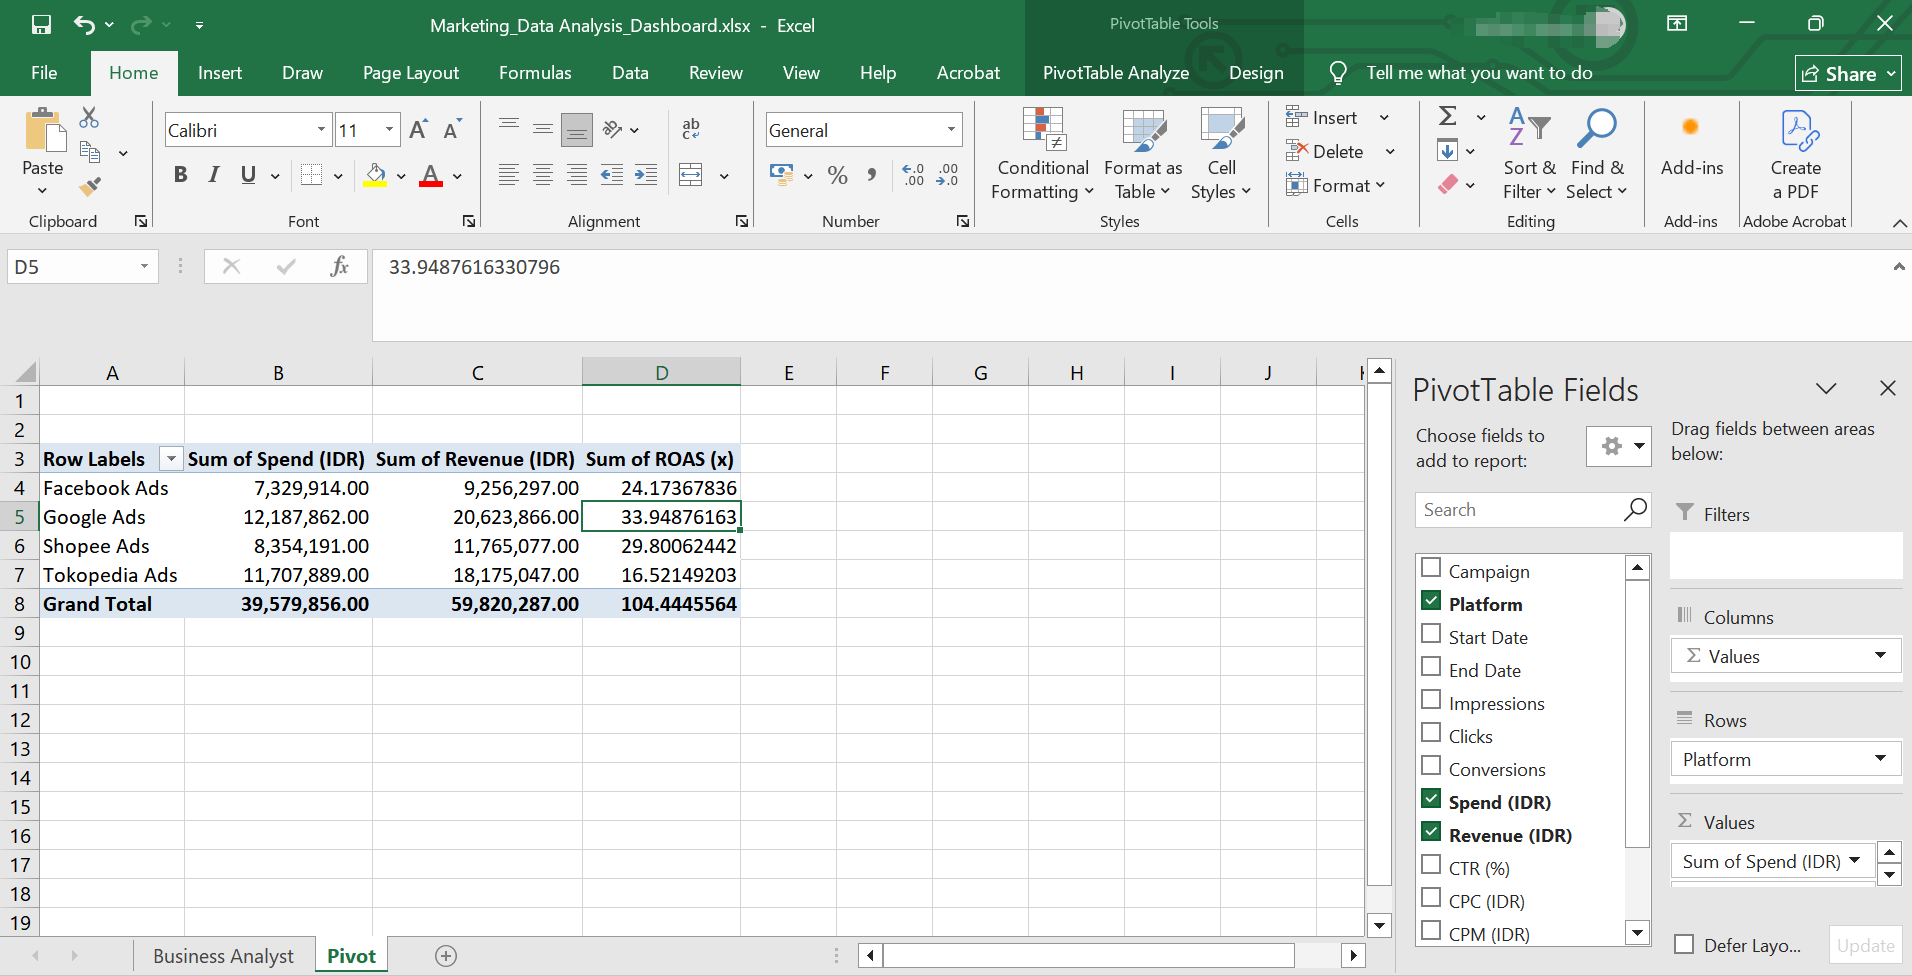 Marketing_Data Analysis_Dashboard.xlsx - Excel
PivotTable Tools
File Home Insert Draw Page Layout Formulas Data Review View Help Acrobat PivotTable Analyze Design Tell me what you want to do Share
Paste
Clipboard
Calibri 11
A A
B I U A
Font
ab
c
Alignment
General
% 
Number
Conditional
Formatting
Format as
Table
Cell
Styles
Styles
Insert
Delete
Format
Cells
Σ
Sort &
Filter
Find &
Select
Editing
Add-ins
Add-ins
Create
a PDF
Adobe Acrobat
D5 fx 33.9487616330796
A B C D E F G H I J
1
2
3 Row Labels Sum of Spend (IDR) Sum of Revenue (IDR) Sum of ROAS (x)
4 Facebook Ads 7,329,914.00 9,256,297.00 24.17367836
5 Google Ads 12,187,862.00 20,623,866.00 33.94876163
6 Shopee Ads 8,354,191.00 11,765,077.00 29.80062442
7 Tokopedia Ads 11,707,889.00 18,175,047.00 16.52149203
8 Grand Total 39,579,856.00 59,820,287.00 104.4445564
9
10
11
12
13
14
15
16
17
18
19
Business Analyst Pivot
PivotTable Fields
Choose fields to
add to report:
Search
Campaign
Platform
Start Date
End Date
Impressions
Clicks
Conversions
Spend (IDR)
Revenue (IDR)
CTR (%)
CPC (IDR)
CPM (IDR)
Drag fields between areas
below:
Filters
Columns
Σ Values
Rows
Platform
Σ Values
Sum of Spend (IDR)
Defer Layo... Update